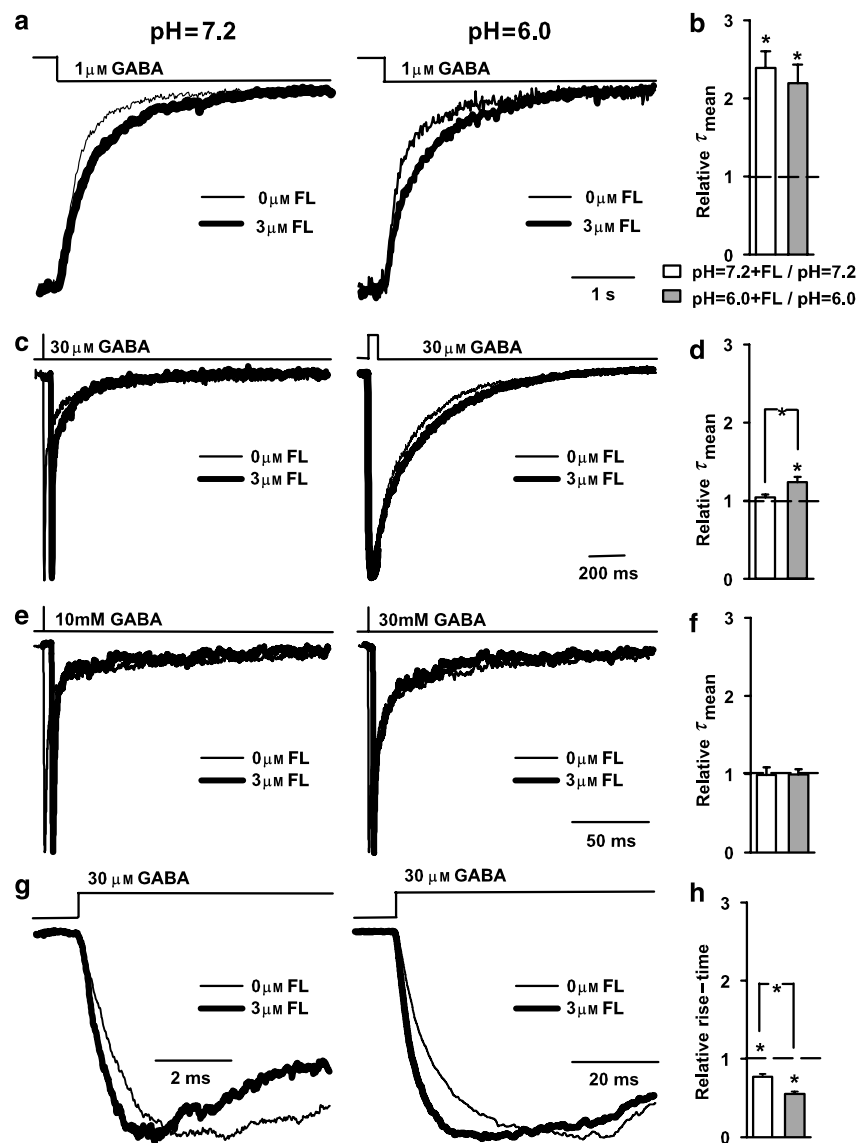 a
pH=7.2
pH=6.0
1µM GABA
1µM GABA
0µM FL
3µM FL
0µM FL
3µM FL
1 s
b
3
2
1
0
Relative τmean
*
*
pH=7.2+FL / pH=7.2
pH=6.0+FL / pH=6.0
c
30µM GABA
30µM GABA
0µM FL
3µM FL
0µM FL
3µM FL
200 ms
d
3
2
1
0
Relative τmean
*
*
e
10mM GABA
30mM GABA
0µM FL
3µM FL
0µM FL
3µM FL
50 ms
f
3
2
1
0
Relative τmean
g
30 µM GABA
30 µM GABA
0µM FL
3µM FL
0µM FL
3µM FL
2 ms
20 ms
h
3
2
1
0
Relative rise-time
*
*
*